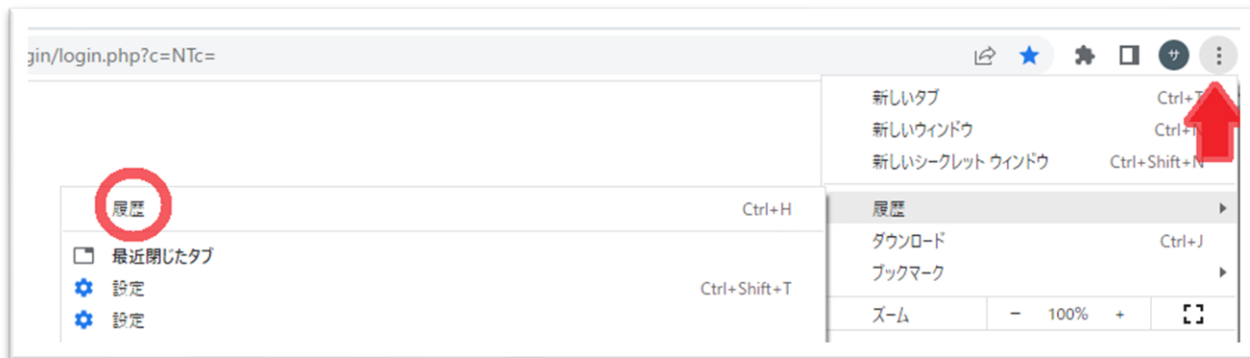 gin/login.php?c=NTc=
サ
新しいタブ Ctrl+T
新しいウィンドウ Ctrl+N
新しいシークレット ウィンドウ Ctrl+Shift+N
履歴
ダウンロード Ctrl+J
ブックマーク
ズーム - 100% +
履歴 Ctrl+H
最近閉じたタブ
設定 Ctrl+Shift+T
設定